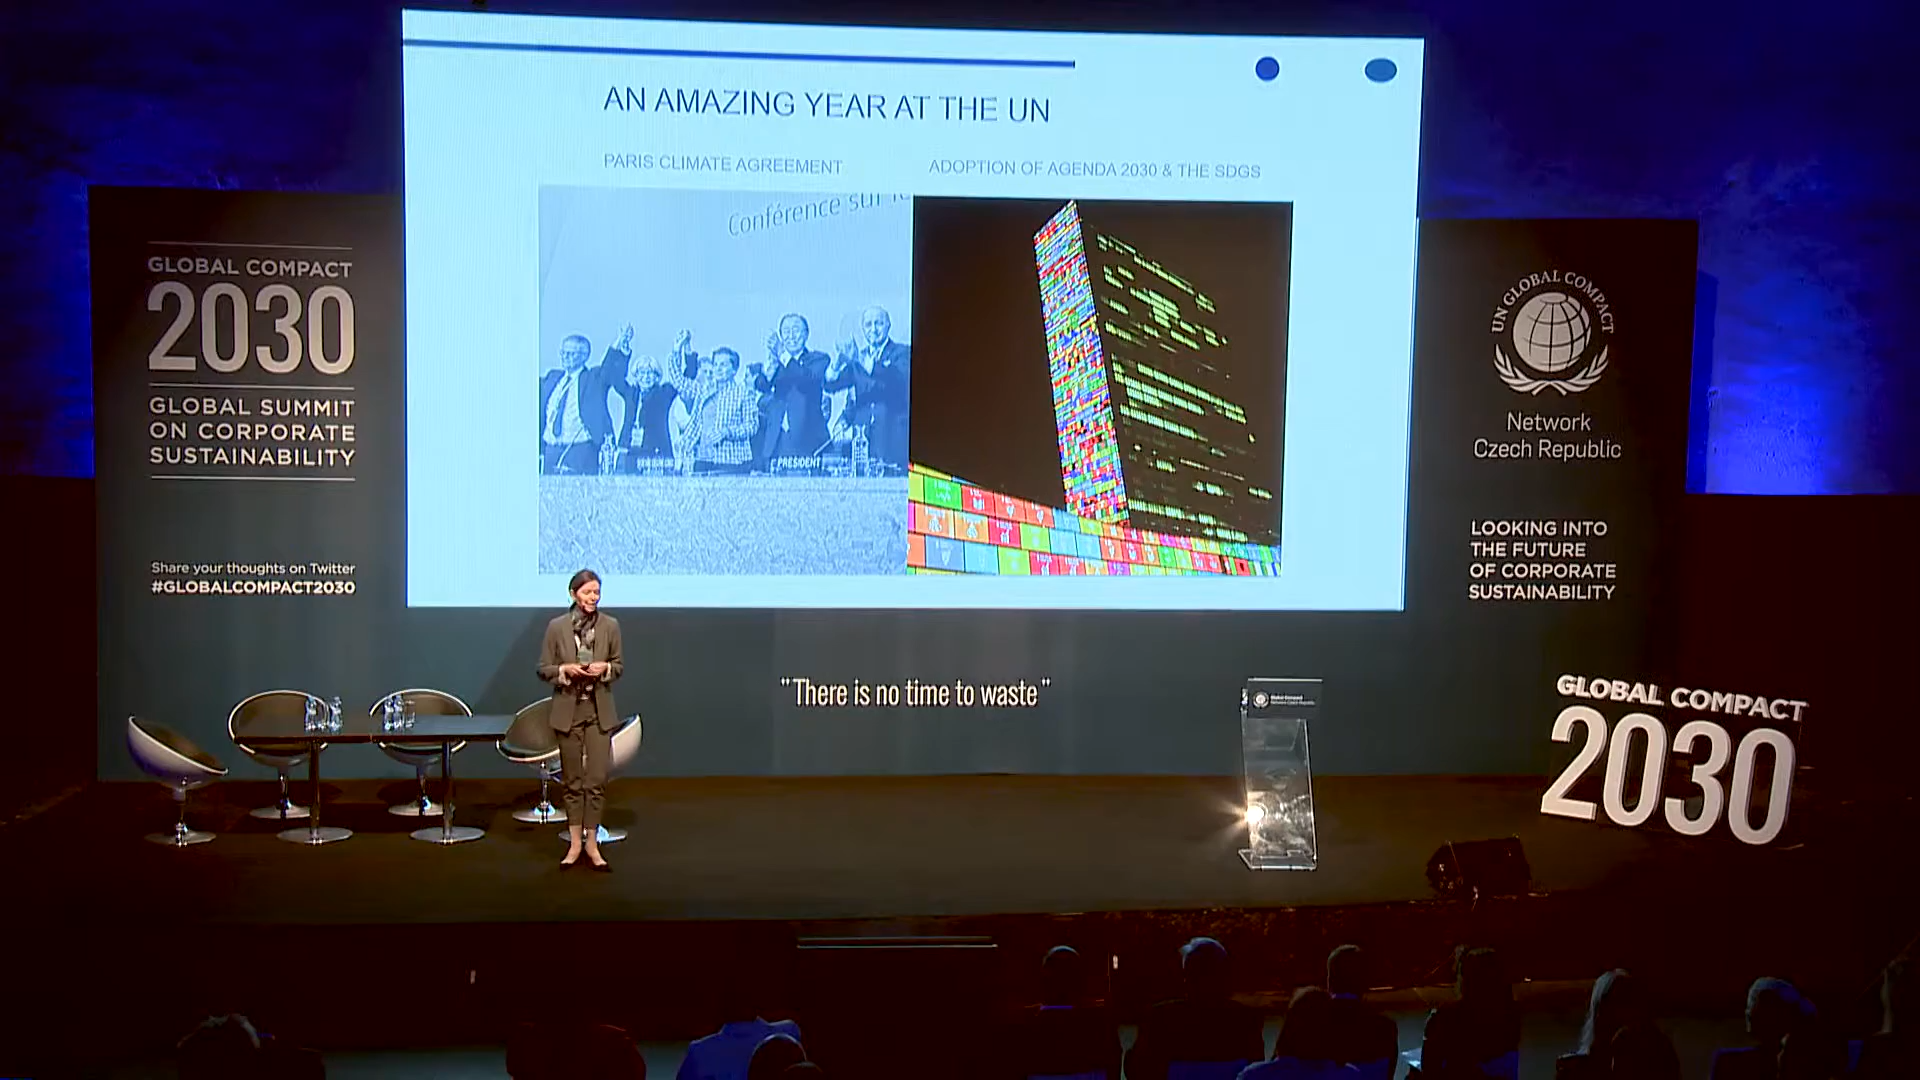 AN AMAZING YEAR AT THE UN
PARIS CLIMATE AGREEMENT
ADOPTION OF AGENDA 2030 & THE SDGS
Conférence sur
PRESIDENT
GLOBAL COMPACT
2030
GLOBAL SUMMIT
ON CORPORATE
SUSTAINABILITY
Share your thoughts on Twitter
#GLOBALCOMPACT2030
UN GLOBAL COMPACT
Network
Czech Republic
LOOKING INTO
THE FUTURE
OF CORPORATE
SUSTAINABILITY
"There is no time to waste"
GLOBAL COMPACT
2030